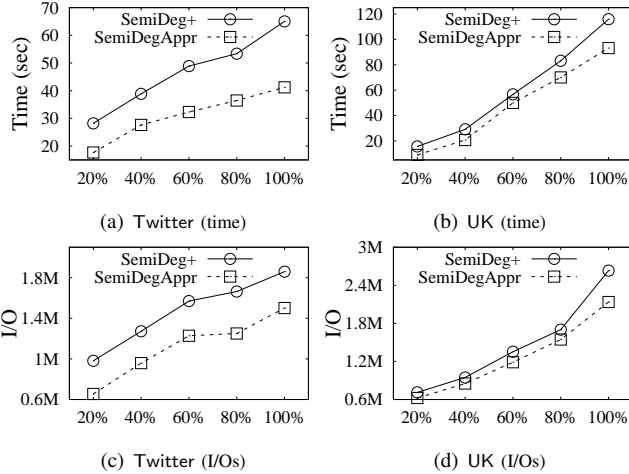 70
60
50
40
30
20
Time (sec)
SemiDeg+
SemiDegAppr
20% 40% 60% 80% 100%
(a) Twitter (time)
120
100
80
60
40
20
Time (sec)
SemiDeg+
SemiDegAppr
20% 40% 60% 80% 100%
(b) UK (time)
1.8M
1.4M
1M
0.6M
I/O
SemiDeg+
SemiDegAppr
20% 40% 60% 80% 100%
(c) Twitter (I/Os)
3M
2.4M
1.8M
1.2M
0.6M
I/O
SemiDeg+
SemiDegAppr
20% 40% 60% 80% 100%
(d) UK (I/Os)